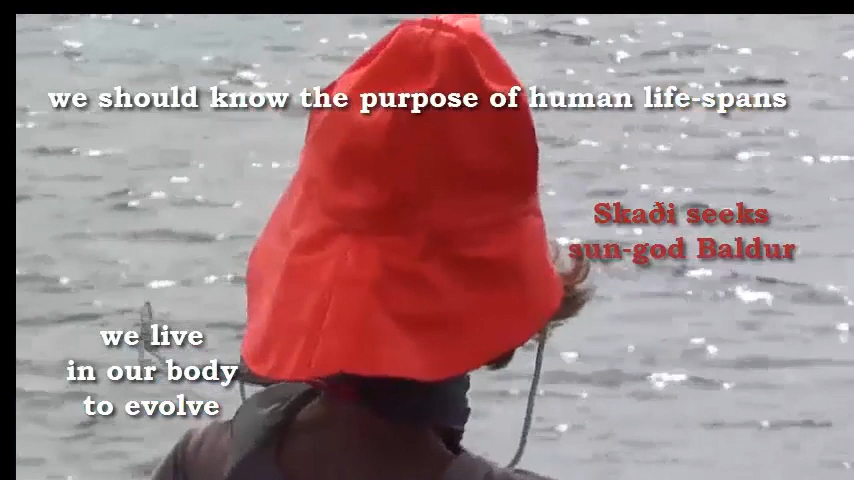 we should know the purpose of human life-spans
Skaði seeks
sun-god Baldur
we live
in our body
to evolve